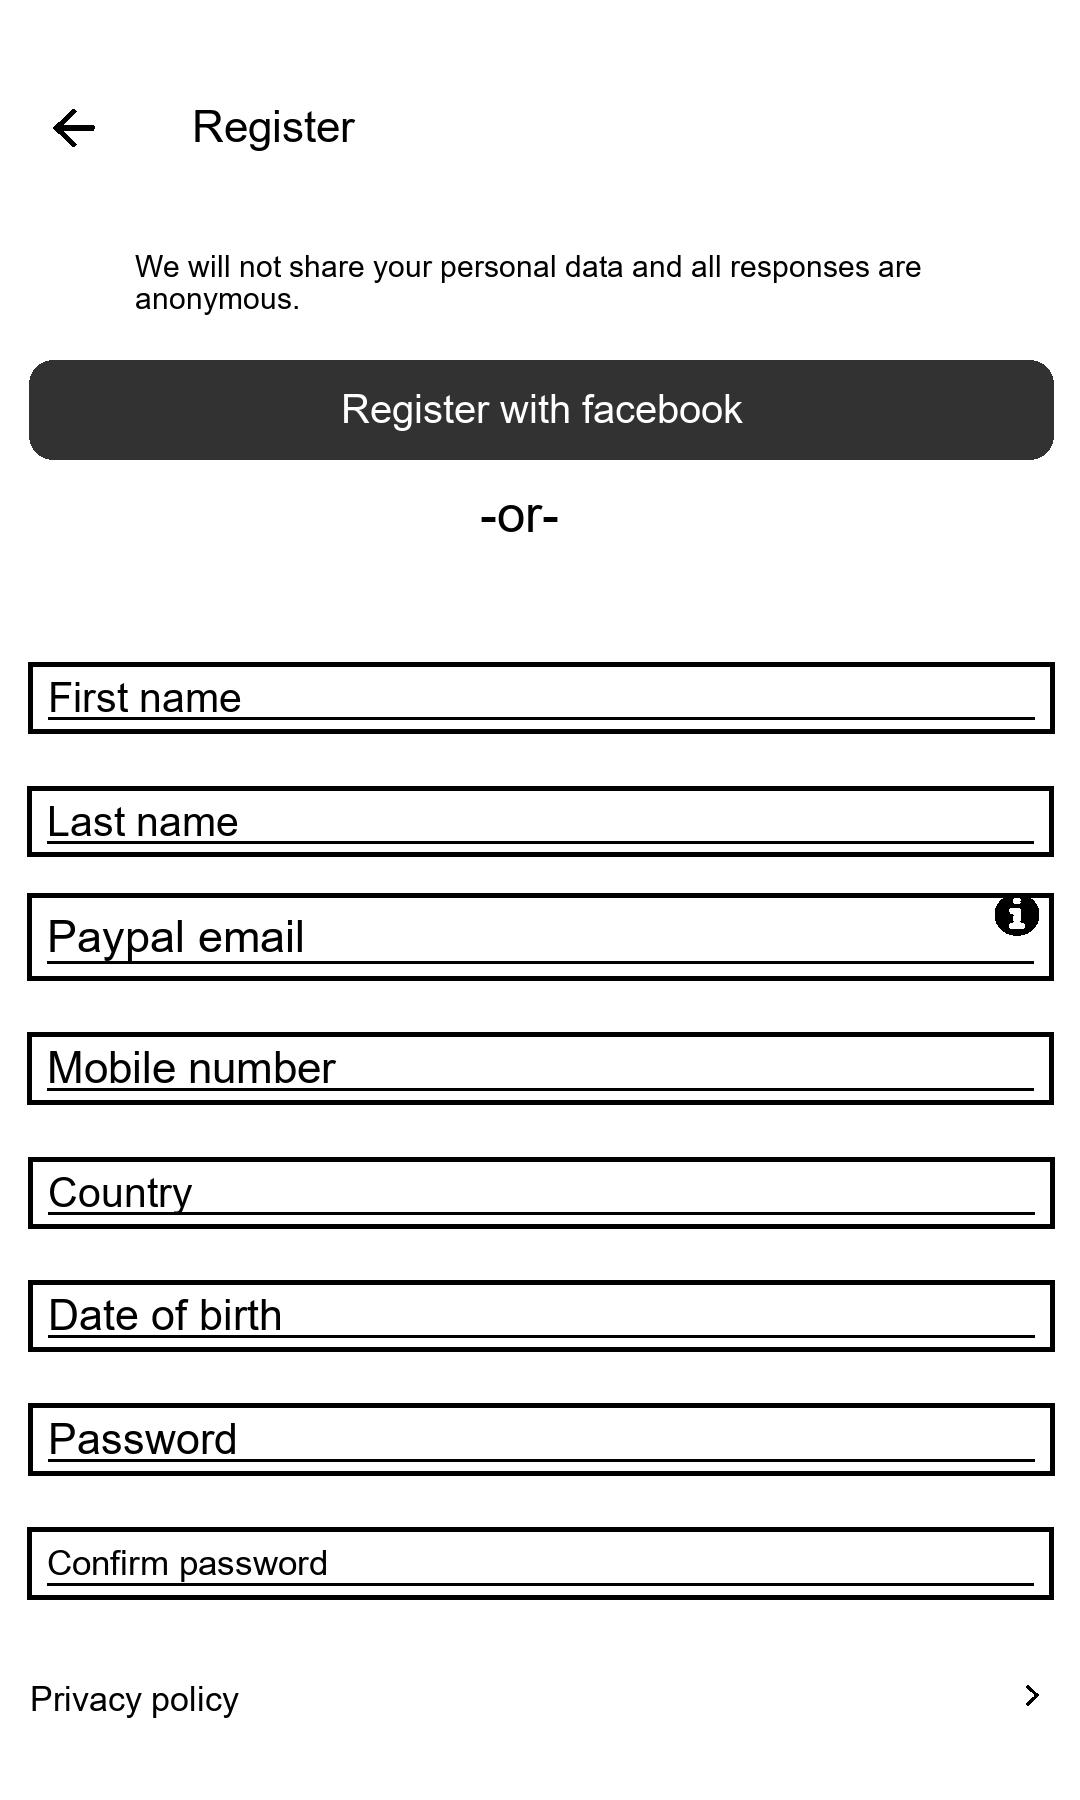 Register
We will not share your personal data and all responses are
anonymous.
Register with facebook
-or-
First name
Last name
Paypal email
Mobile number
Country
Date of birth
Password
Confirm password
Privacy policy